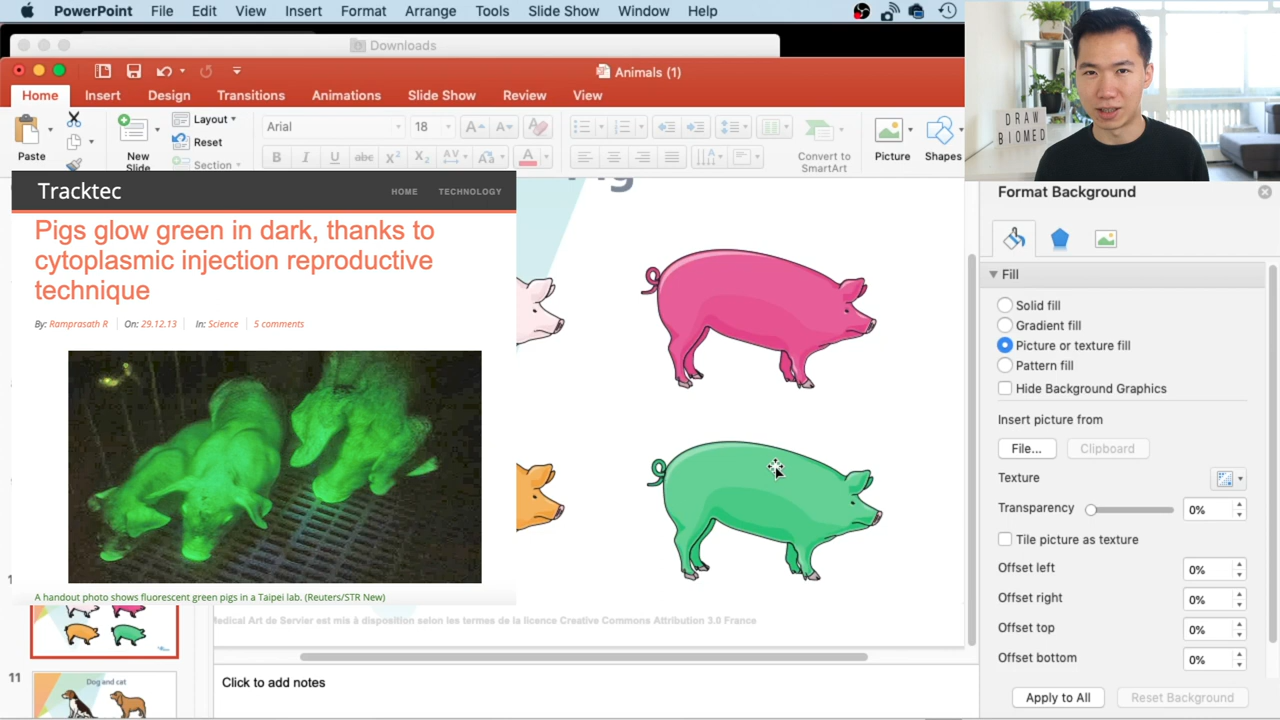 PowerPoint File Edit View Insert Format Arrange Tools Slide Show Window Help
Downloads
Animals (1)
Home Insert Design Transitions Animations Slide Show Review View
Paste
New Slide
Layout
Reset
Section
Arial 18
B I U abc X² X₂ AV
A
Convert to SmartArt
Picture
Shapes
DRAW
BIOMED
Tracktec
HOME TECHNOLOGY
Pigs glow green in dark, thanks to
cytoplasmic injection reproductive
technique
By: Ramprasath R On: 29.12.13 In: Science 5 comments
A handout photo shows fluorescent green pigs in a Taipei lab. (Reuters/STR New)
Pig
Medical Art de Servier est mis à disposition selon les termes de la licence Creative Commons Attribution 3.0 France
Click to add notes
11
Dog and cat
Format Background
Fill
Solid fill
Gradient fill
Picture or texture fill
Pattern fill
Hide Background Graphics
Insert picture from
File... Clipboard
Texture
Transparency 0%
Tile picture as texture
Offset left 0%
Offset right 0%
Offset top 0%
Offset bottom 0%
Apply to All Reset Background